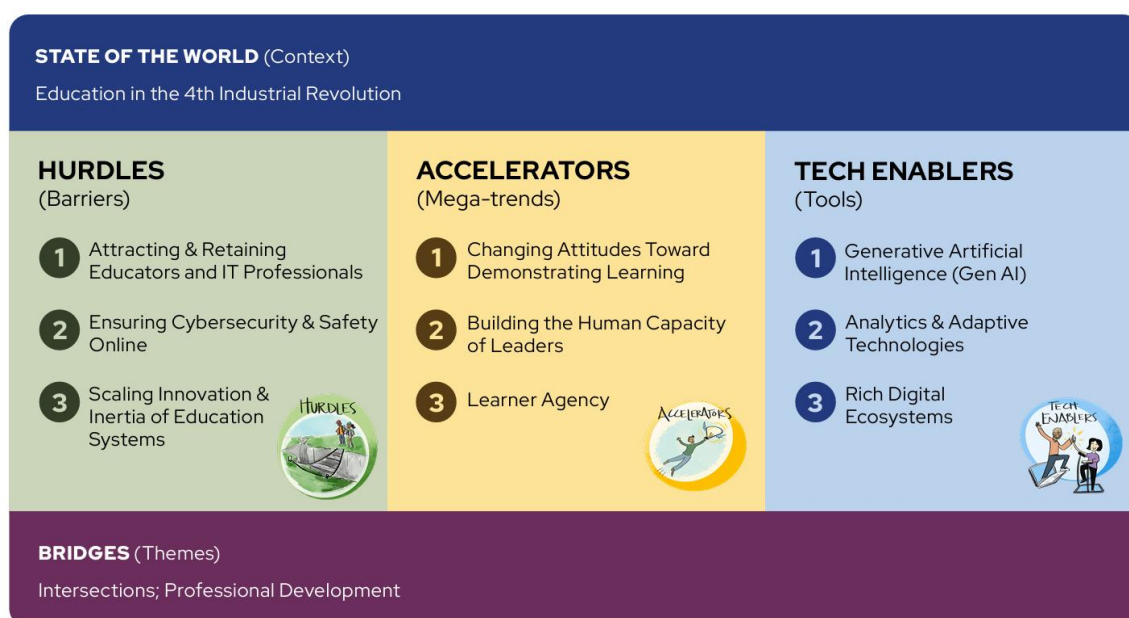 STATE OF THE WORLD (Context)
Education in the 4th Industrial Revolution
HURDLES
(Barriers)
1 Attracting & Retaining
Educators and IT Professionals
2 Ensuring Cybersecurity & Safety
Online
3 Scaling Innovation &
Inertia of Education
Systems
HURDLES
ACCELERATORS
(Mega-trends)
1 Changing Attitudes Toward
Demonstrating Learning
2 Building the Human Capacity
of Leaders
3 Learner Agency
ACCELERATORS
TECH ENABLERS
(Tools)
1 Generative Artificial
Intelligence (Gen AI)
2 Analytics & Adaptive
Technologies
3 Rich Digital
Ecosystems
TECH
ENABLERS
BRIDGES (Themes)
Intersections; Professional Development